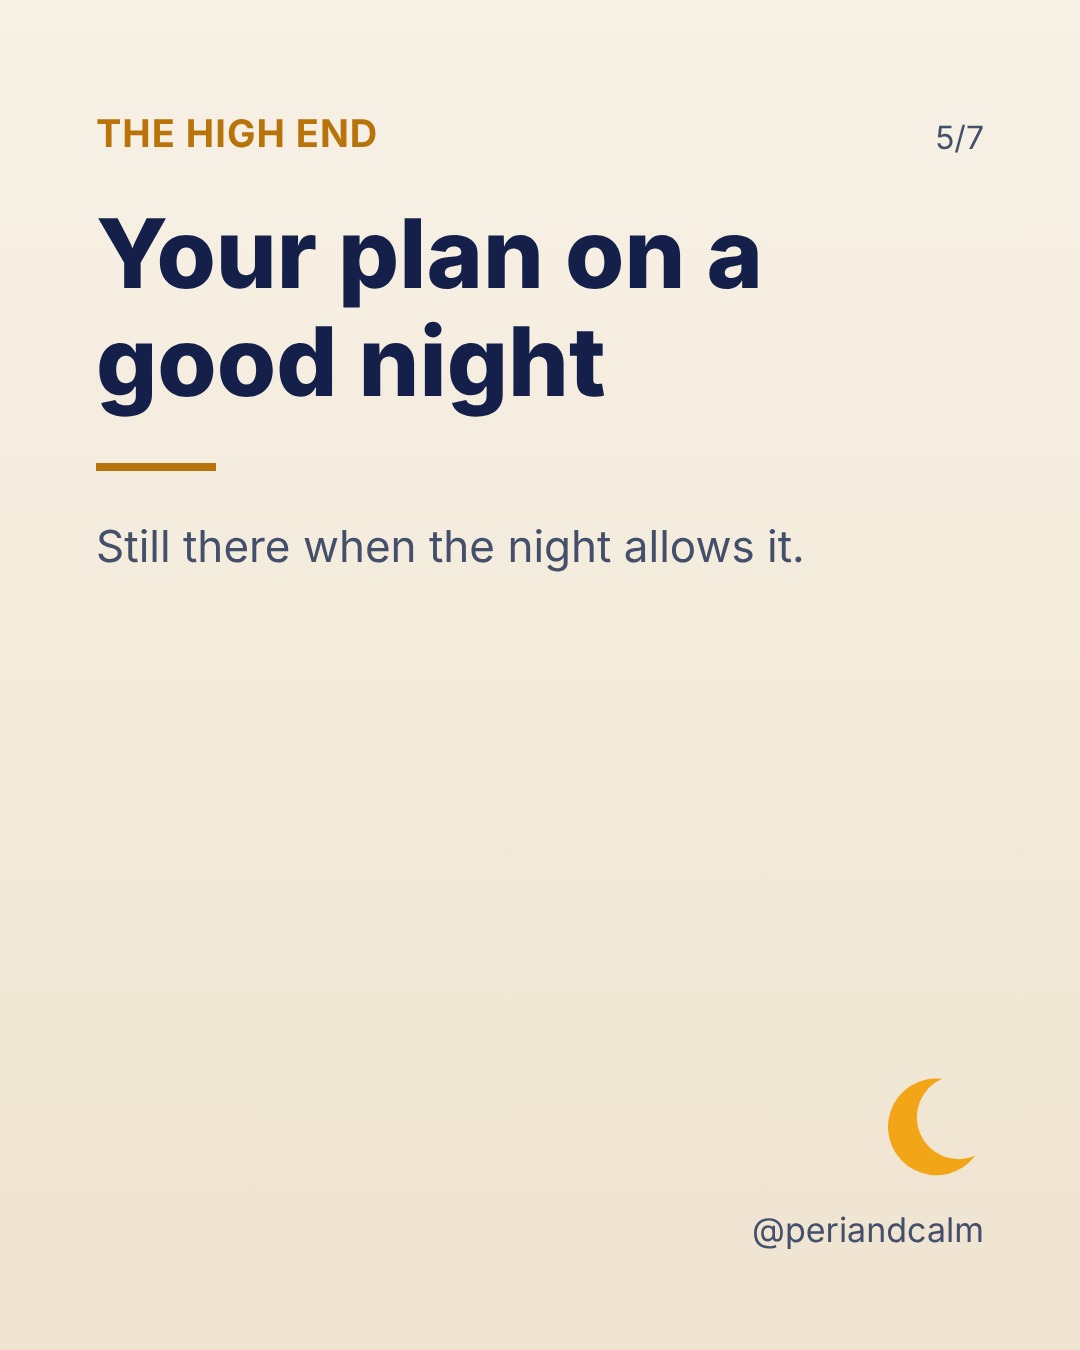 THE HIGH END
5/7
Your plan on a
good night
Still there when the night allows it.
@periandcalm